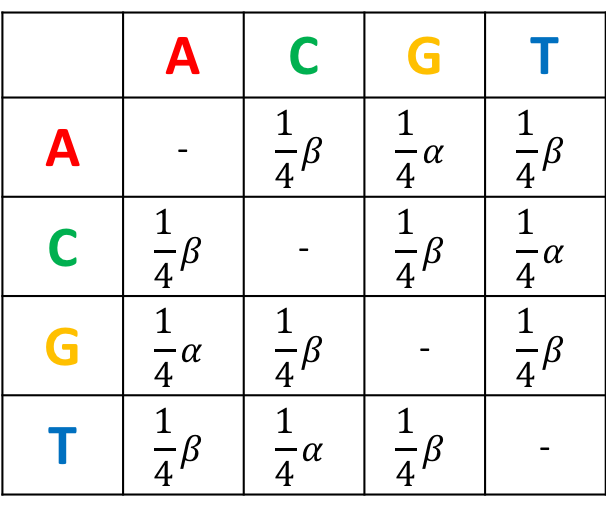 A C G T
A - 1/4 β 1/4 α 1/4 β
C 1/4 β - 1/4 β 1/4 α
G 1/4 α 1/4 β - 1/4 β
T 1/4 β 1/4 α 1/4 β -